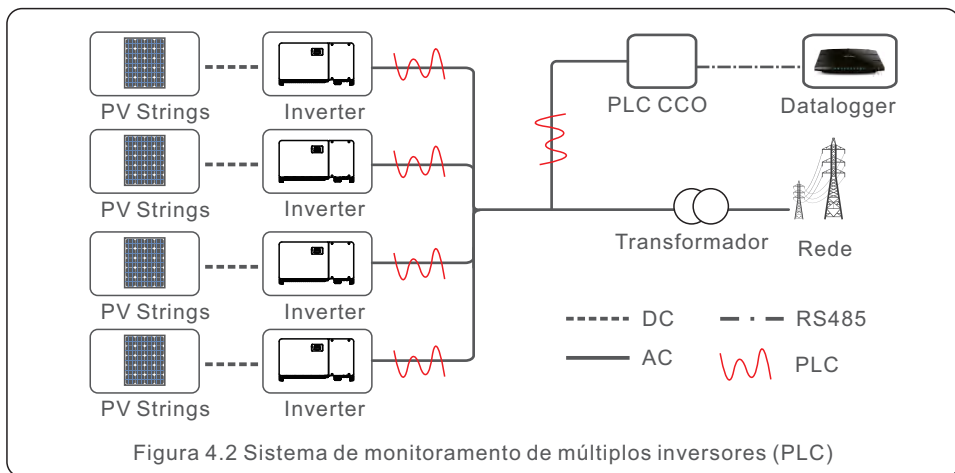 PV Strings
Inverter
PLC CCO
Datalogger
PV Strings
Inverter
Transformador
Rede
PV Strings
Inverter
DC
RS485
AC
PLC
PV Strings
Inverter
Figura 4.2 Sistema de monitoramento de múltiplos inversores (PLC)